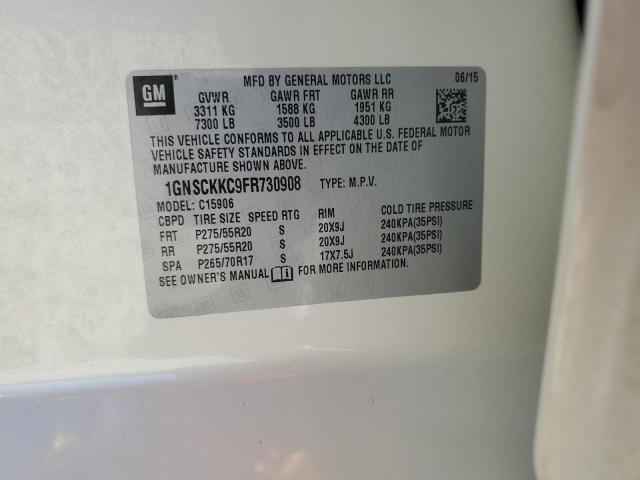 GM
MFD BY GENERAL MOTORS LLC 06/15
GVWR GAWR FRT GAWR RR
3311 KG 1588 KG 1951 KG
7300 LB 3500 LB 4300 LB
THIS VEHICLE CONFORMS TO ALL APPLICABLE U.S. FEDERAL MOTOR
VEHICLE SAFETY STANDARDS IN EFFECT ON THE DATE OF
MANUFACTURE SHOWN ABOVE.
1GNSCKKC9FR730908 TYPE: M.P.V.
MODEL: C15906
CBPD TIRE SIZE SPEED RTG RIM COLD TIRE PRESSURE
FRT P275/55R20 S 20X9J 240KPA(35PSI)
RR P275/55R20 S 20X9J 240KPA(35PSI)
SPA P265/70R17 S 17X7.5J 240KPA(35PSI)
SEE OWNER'S MANUAL FOR MORE INFORMATION.